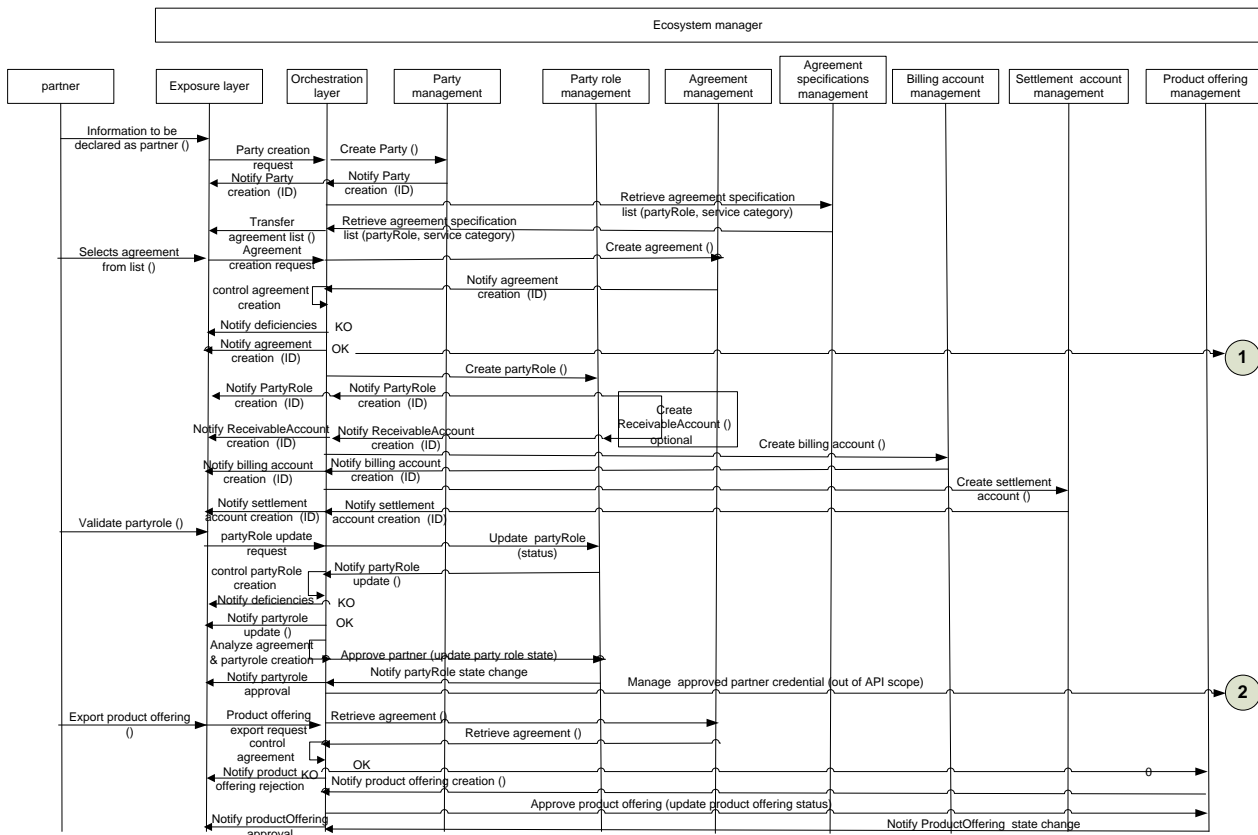 Ecosystem manager
partner
Exposure layer
Orchestration
layer
Party
management
Party role
management
Agreement
management
Agreement
specifications
management
Billing account
management
Settlement account
management
Product offering
management
Information to be
declared as partner ()
Party creation
request
Create Party ()
Notify Party
creation (ID)
Notify Party
creation (ID)
Retrieve agreement specification
list (partyRole, service category)
Transfer
agreement list ()
Retrieve agreement specification
list (partyRole, service category)
Selects agreement
from list ()
Agreement
creation request
Create agreement ()
Notify agreement
creation (ID)
control agreement
creation
Notify deficiencies
KO
Notify agreement
creation (ID)
OK
1
Create partyRole ()
Notify PartyRole
creation (ID)
Notify PartyRole
creation (ID)
Create
ReceivableAccount ()
optional
Notify ReceivableAccount
creation (ID)
Notify ReceivableAccount
creation (ID)
Create billing account ()
Notify billing account
creation (ID)
Notify billing account
creation (ID)
Create settlement
account ()
Notify settlement
account creation (ID)
Notify settlement
account creation (ID)
Validate partyrole ()
partyRole update
request
Update partyRole
(status)
Notify partyRole
update ()
control partyRole
creation
Notify deficiencies
KO
Notify partyrole
update ()
OK
Analyze agreement
& partyrole creation
Approve partner (update party role state)
Notify partyRole state change
Notify partyrole
approval
Manage approved partner credential (out of API scope)
2
Export product offering
()
Product offering
export request
Retrieve agreement ()
Retrieve agreement ()
control
agreement
OK
0
Notify product
offering rejection
KO
Notify product offering creation ()
Approve product offering (update product offering status)
Notify productOffering
approval
Notify ProductOffering state change